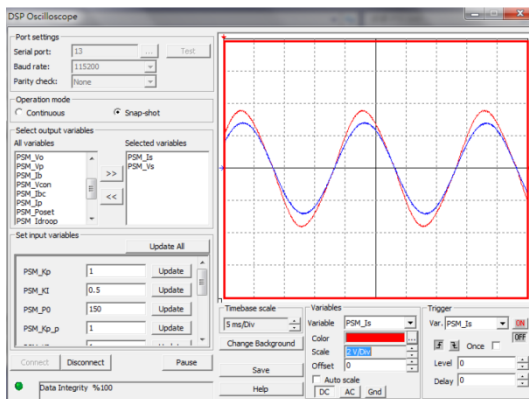 DSP Oscilloscope
Port settings
Serial port: 13 ... Test
Baud rate: 115200
Parity check: None
Operation mode
Continuous Snap-shot
Select output variables
All variables Selected variables
PSM_Vo
PSM_Vp
PSM_Ib
PSM_Vcon
PSM_Ibc
PSM_Ip
PSM_Poset
PSM_Idroop
>>
<<
PSM_Is
PSM_Vs
Set input variables
Update All
PSM_Kp 1 Update
PSM_KI 0.5 Update
PSM_P0 150 Update
PSM_Kp_p 1 Update
Connect Disconnect Pause
Data Integrity %100
Timebase scale
5 ms/Div
Change Background
Save
Help
Variables
Variable PSM_Is
Color ...
Scale 2 V/Div
Offset 0
Auto scale
DC AC Gnd
Trigger
Var. PSM_Is ON
OFF
Once
Level 0
Delay 0